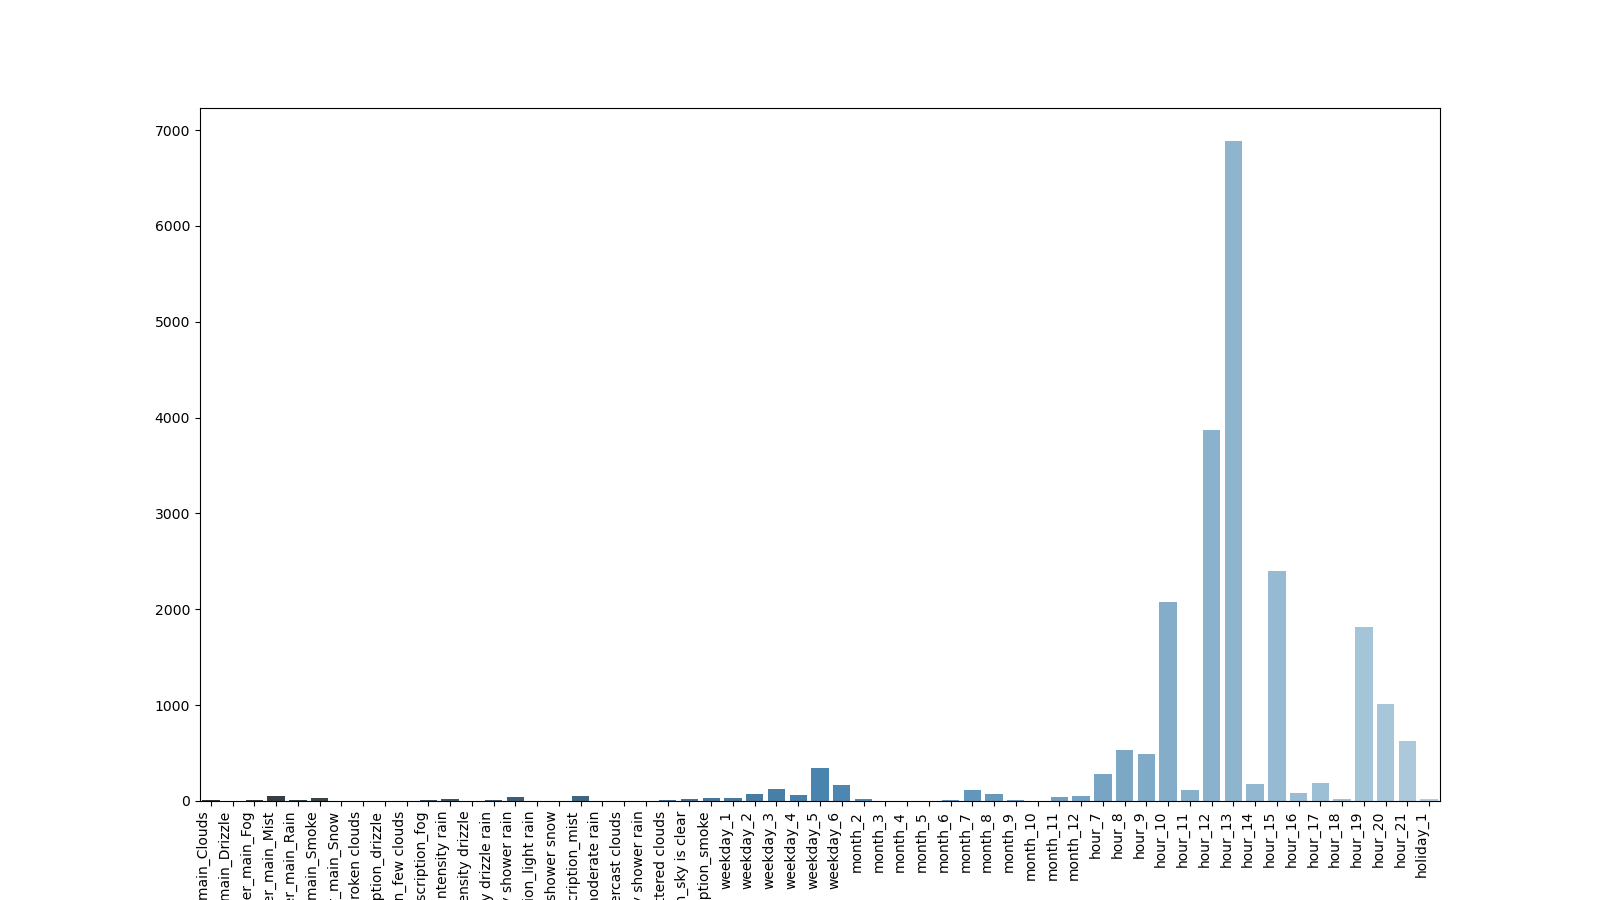 7000
6000
5000
4000
3000
2000
1000
0
main_Clouds
main_Drizzle
er_main_Fog
er_main_Mist
er_main_Rain
main_Smoke
r_main_Snow
roken clouds
ption_drizzle
n_few clouds
scription_fog
ntensity rain
ensity drizzle
y drizzle rain
y shower rain
ion_light rain
shower snow
cription_mist
noderate rain
ercast clouds
y shower rain
ttered clouds
n_sky is clear
ption_smoke
weekday_1
weekday_2
weekday_3
weekday_4
weekday_5
weekday_6
month_2
month_3
month_4
month_5
month_6
month_7
month_8
month_9
month_10
month_11
month_12
hour_7
hour_8
hour_9
hour_10
hour_11
hour_12
hour_13
hour_14
hour_15
hour_16
hour_17
hour_18
hour_19
hour_20
hour_21
holiday_1